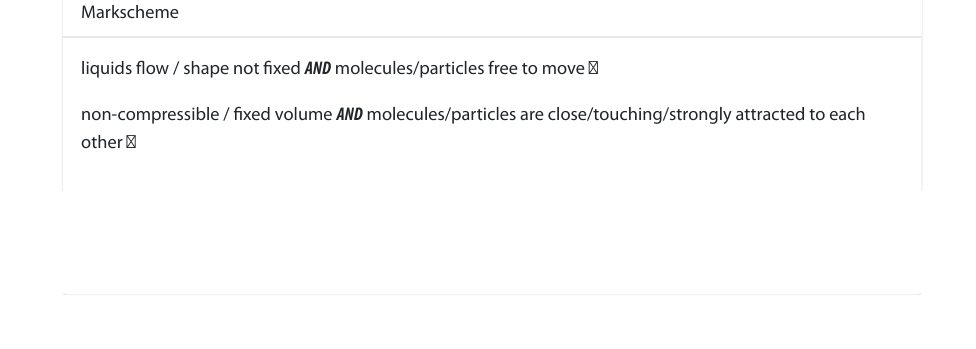 Markscheme
liquids flow / shape not fixed AND molecules/particles free to move
non-compressible / fixed volume AND molecules/particles are close/touching/strongly attracted to each
other